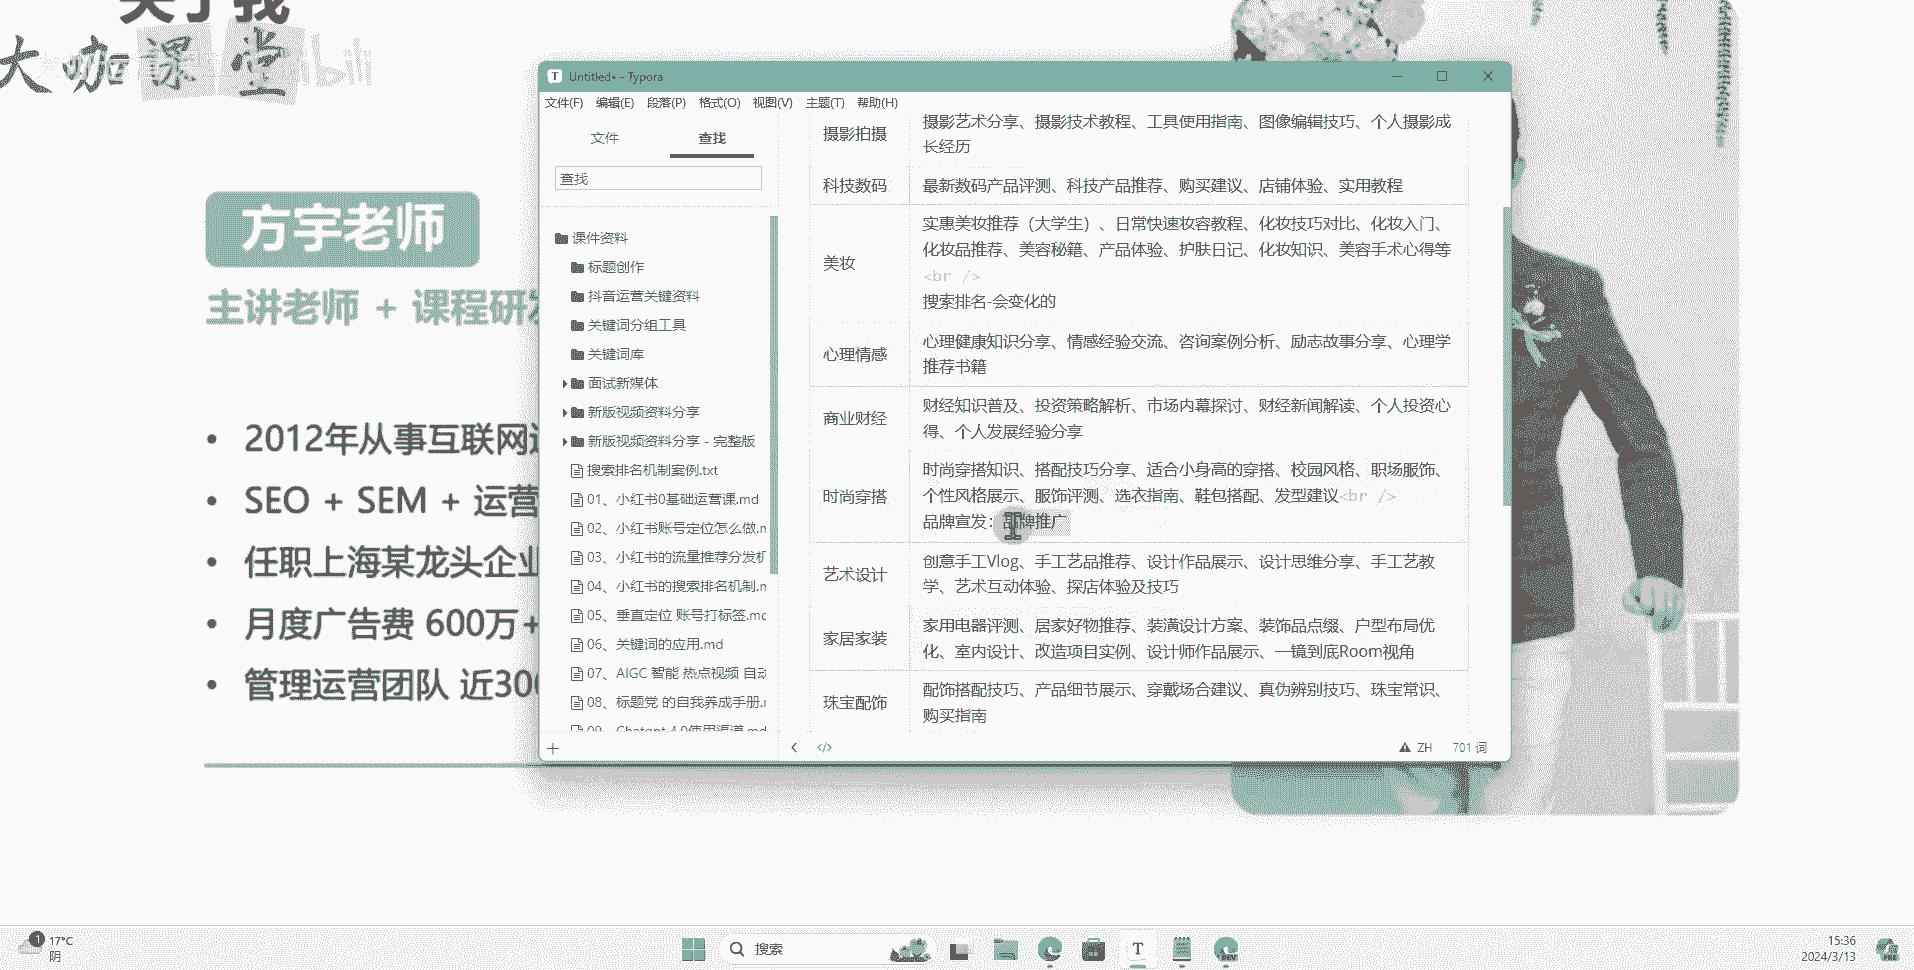 关于我
大咖课堂
bilibili
方宇老师
主讲老师 + 课程研发
2012年从事互联网
SEO + SEM + 运营
任职上海某龙头企业
月度广告费 600万+
管理运营团队 近300
Untitled• - Typora
文件(F) 编辑(E) 段落(P) 格式(O) 视图(V) 主题(T) 帮助(H)
文件 查找
查找
课件资料
标题创作
抖音运营关键资料
关键词分组工具
关键词库
面试新媒体
新版视频资料分享
新版视频资料分享 - 完整版
搜索排名机制案例.txt
01、小红书0基础运营课.md
02、小红书账号定位怎么做.m
03、小红书的流量推荐分发机
04、小红书的搜索排名机制.m
05、垂直定位 账号打标签.mc
06、关键词的应用.md
07、AIGC 智能 热点视频 自动
08、标题党 的自我养成手册.r
09、Chatgpt 4.0使用渠道.md
摄影拍摄
摄影艺术分享、摄影技术教程、工具使用指南、图像编辑技巧、个人摄影成
长经历
科技数码
最新数码产品评测、科技产品推荐、购买建议、店铺体验、实用教程
美妆
实惠美妆推荐（大学生）、日常快速妆容教程、化妆技巧对比、化妆入门、
化妆品推荐、美容秘籍、产品体验、护肤日记、化妆知识、美容手术心得等
<br />
搜索排名-会变化的
心理情感
心理健康知识分享、情感经验交流、咨询案例分析、励志故事分享、心理学
推荐书籍
商业财经
财经知识普及、投资策略解析、市场内幕探讨、财经新闻解读、个人投资心
得、个人发展经验分享
时尚穿搭
时尚穿搭知识、搭配技巧分享、适合小身高的穿搭、校园风格、职场服饰、
个性风格展示、服饰评测、选衣指南、鞋包搭配、发型建议<br />
品牌宣发：品牌推广
艺术设计
创意手工Vlog、手工艺品推荐、设计作品展示、设计思维分享、手工艺教
学、艺术互动体验、探店体验及技巧
家居家装
家用电器评测、居家好物推荐、装潢设计方案、装饰品点缀、户型布局优
化、室内设计、改造项目实例、设计师作品展示、一镜到底Room视角
珠宝配饰
配饰搭配技巧、产品细节展示、穿戴场合建议、真伪辨别技巧、珠宝常识、
购买指南
ZH 701 词
1
17°C
阴
搜索
T
DEV
15:36
2024/3/13
PRE